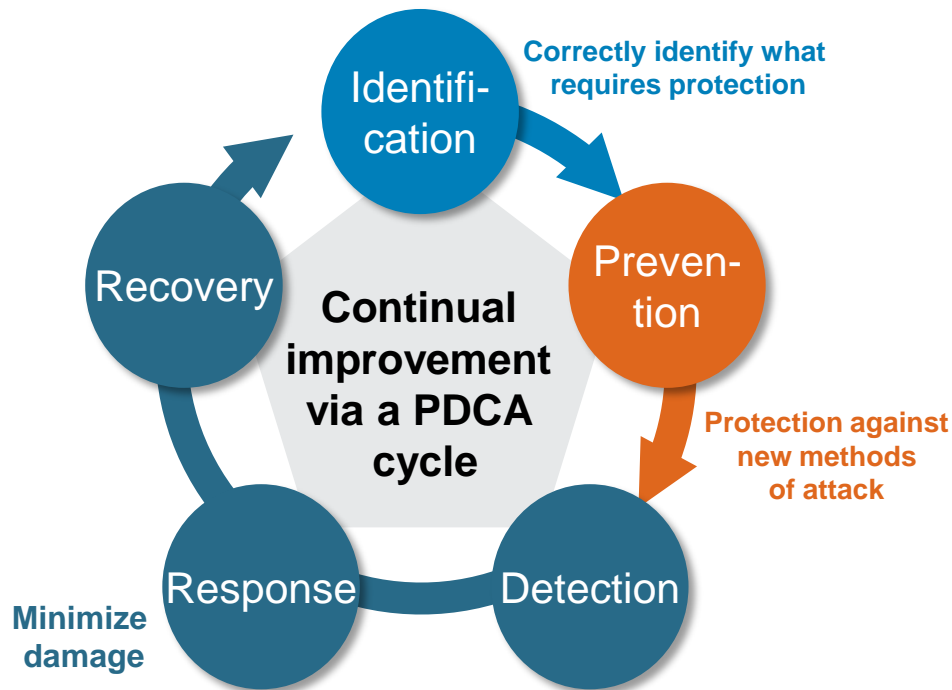 Identifi-
cation
Correctly identify what
requires protection
Preven-
tion
Protection against
new methods
of attack
Detection
Response
Minimize
damage
Recovery
Continual
improvement
via a PDCA
cycle